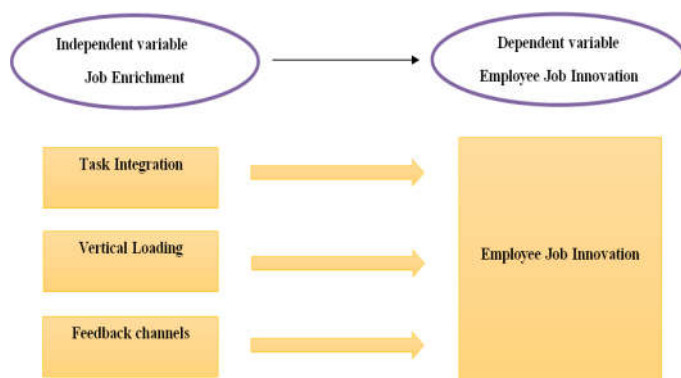 Independent variable
Job Enrichment
Dependent variable
Employee Job Innovation
Task Integration
Vertical Loading
Employee Job Innovation
Feedback channels